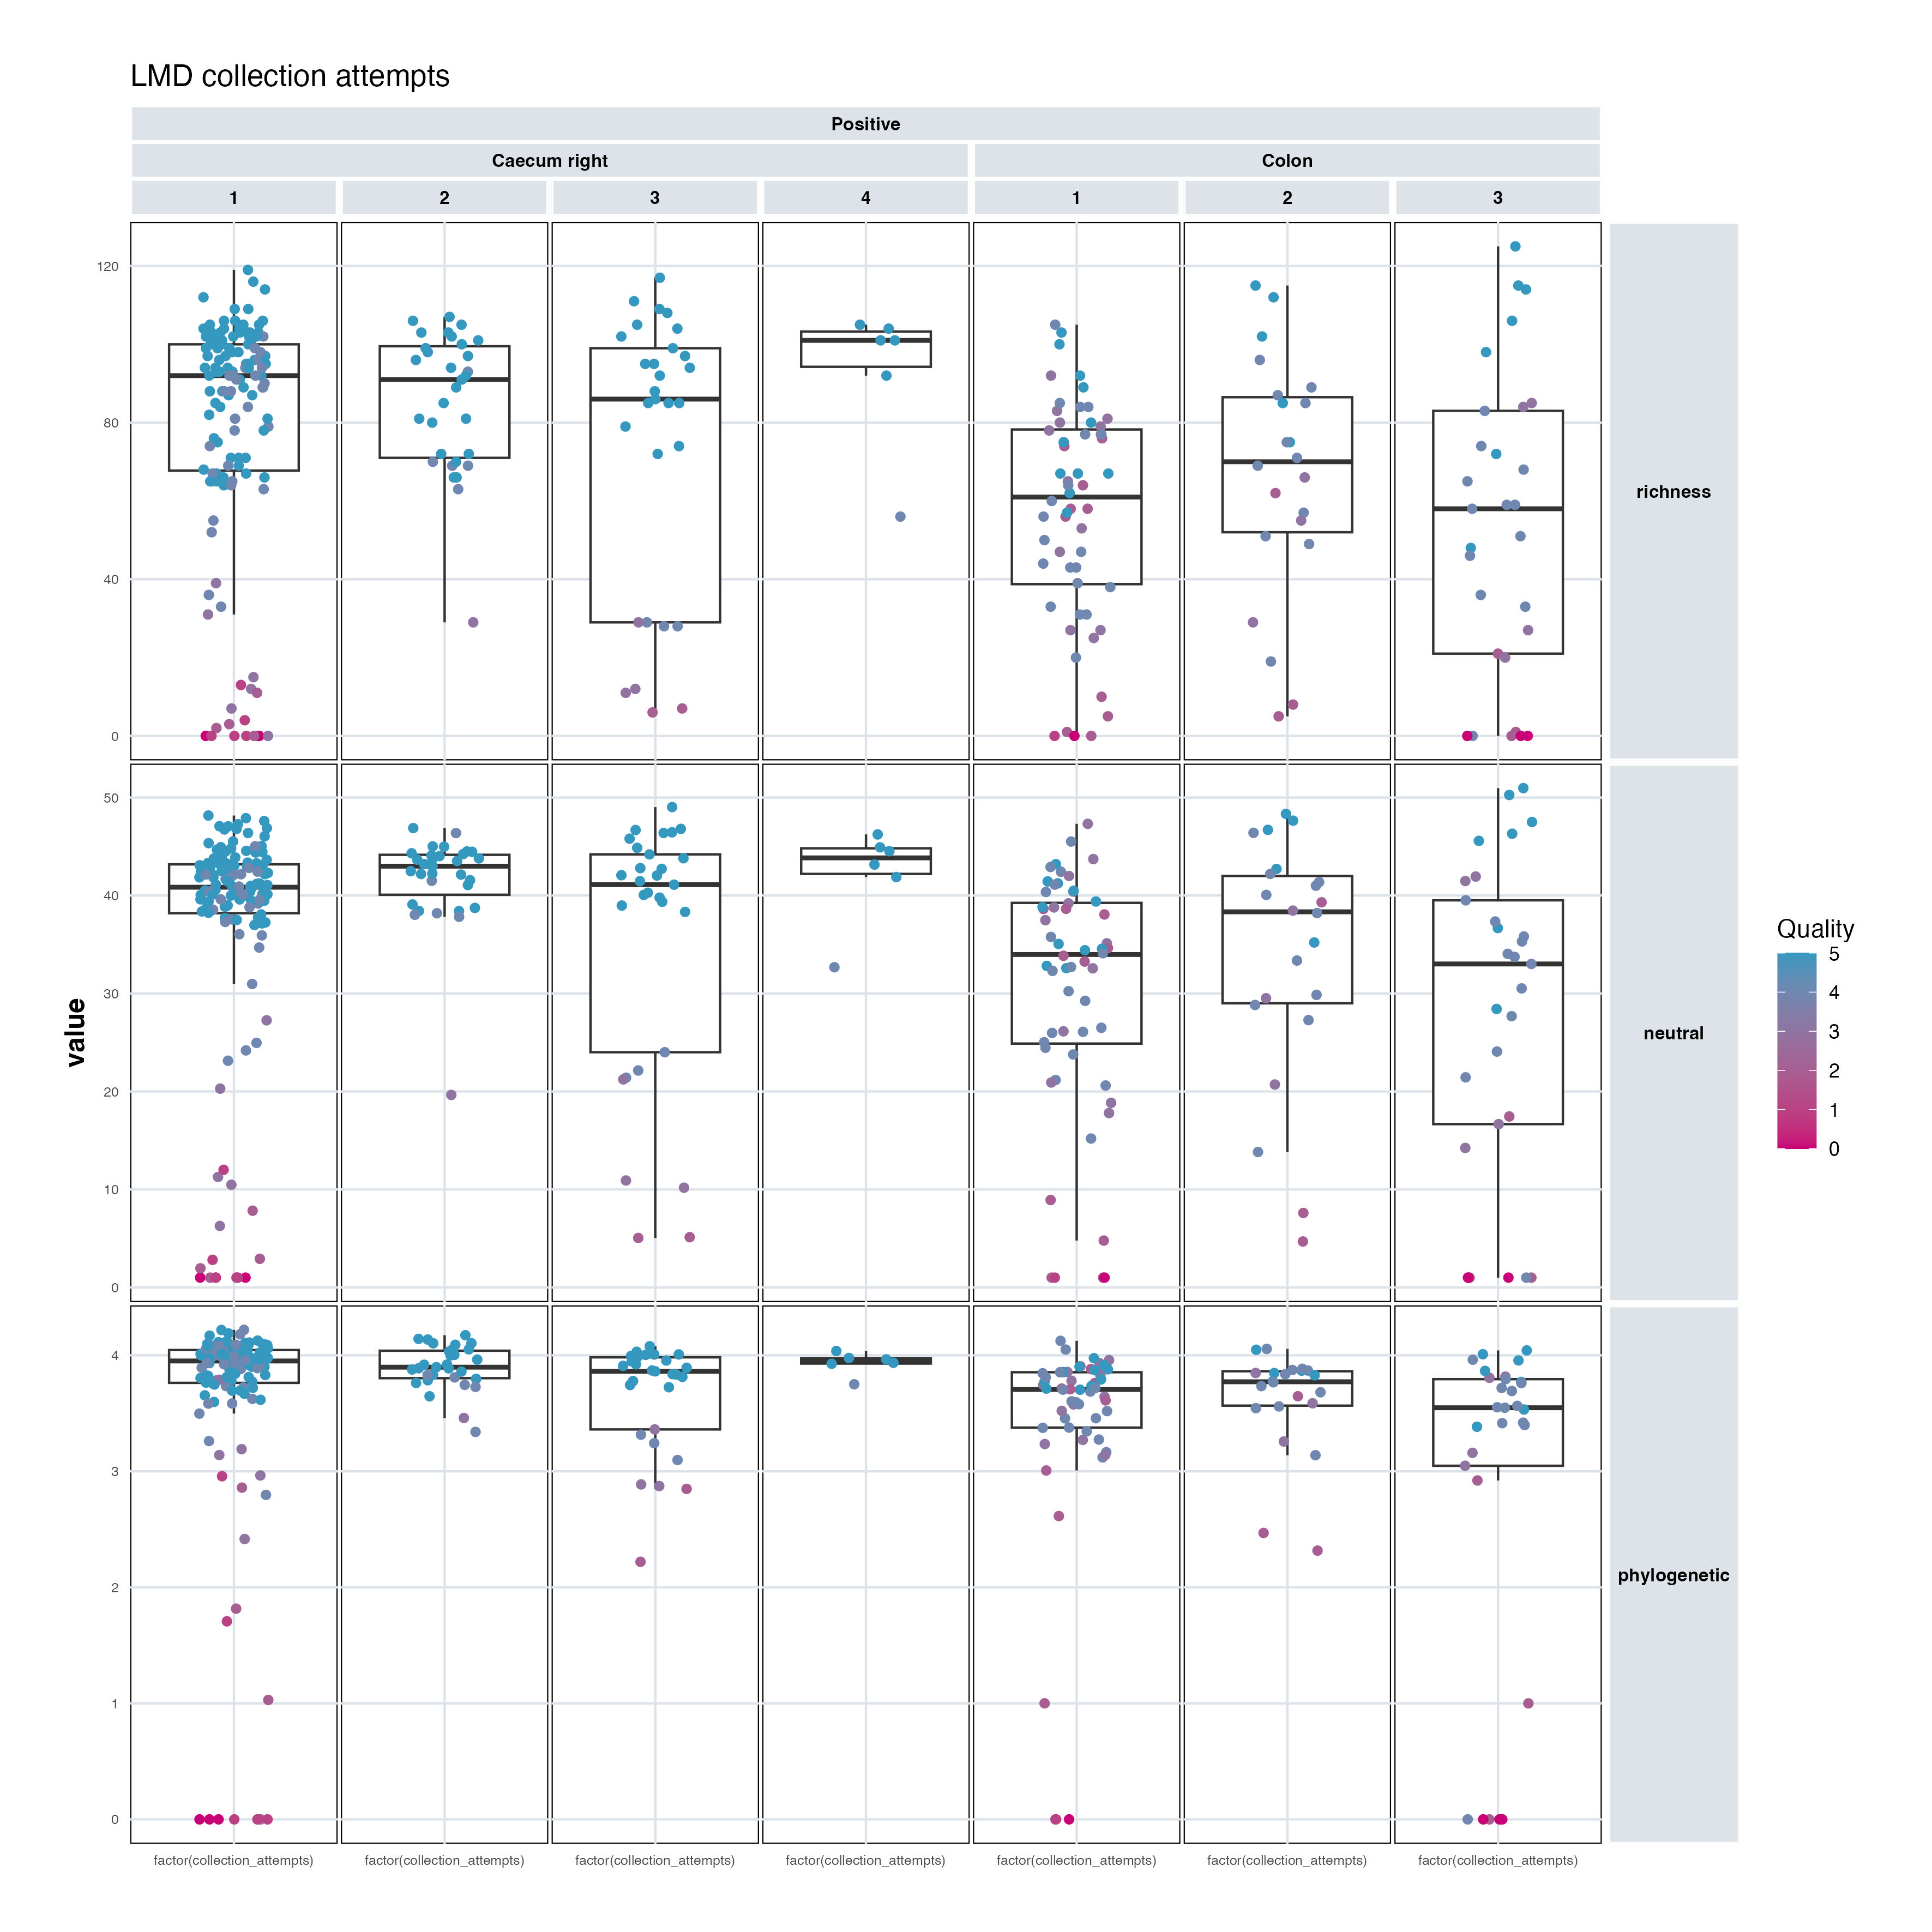 LMD collection attempts
Positive
Caecum right
Colon
1
2
3
4
1
2
3
120
80
40
0
richness
50
40
30
20
10
0
neutral
4
3
2
1
0
phylogenetic
value
Quality
5
4
3
2
1
0
factor(collection_attempts)
factor(collection_attempts)
factor(collection_attempts)
factor(collection_attempts)
factor(collection_attempts)
factor(collection_attempts)
factor(collection_attempts)